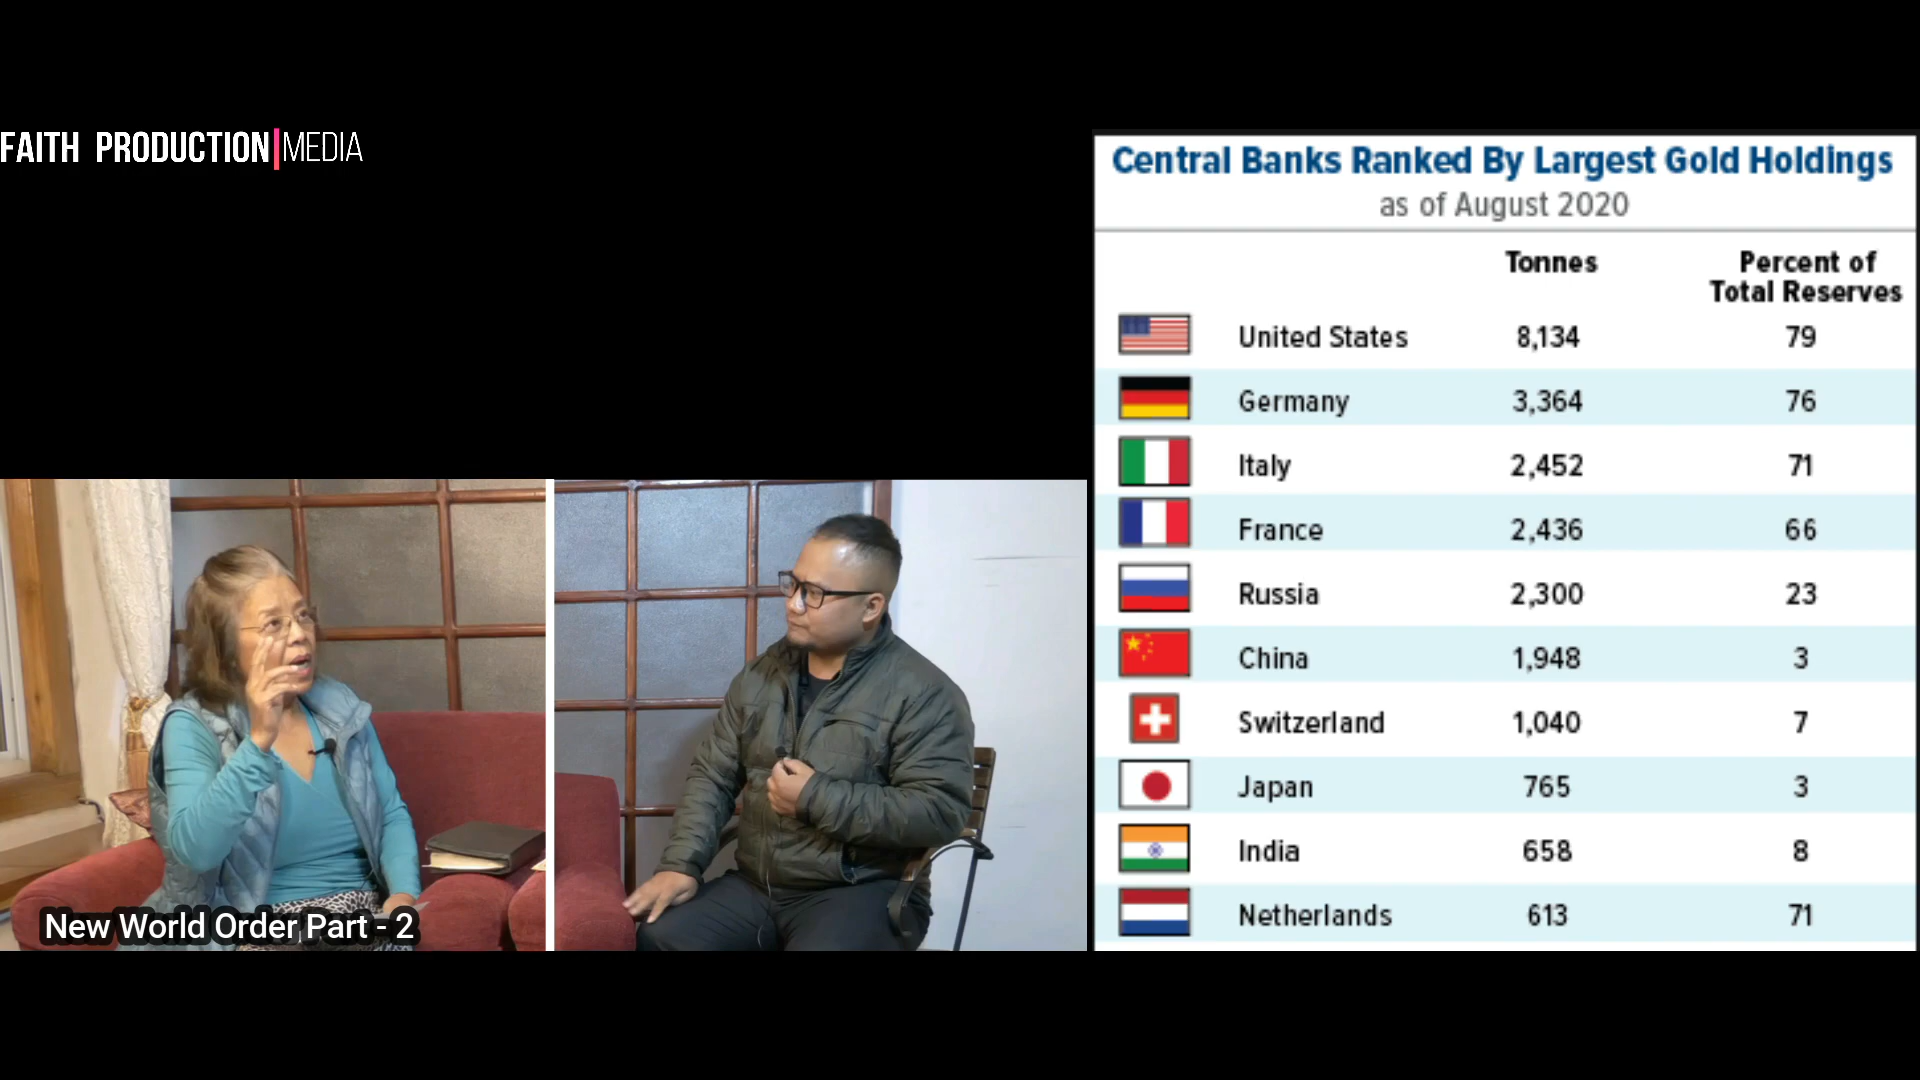 FAITH PRODUCTION|MEDIA
Central Banks Ranked By Largest Gold Holdings
as of August 2020
Tonnes Percent of
Total Reserves
United States 8,134 79
Germany 3,364 76
Italy 2,452 71
France 2,436 66
Russia 2,300 23
China 1,948 3
Switzerland 1,040 7
Japan 765 3
India 658 8
Netherlands 613 71
New World Order Part - 2